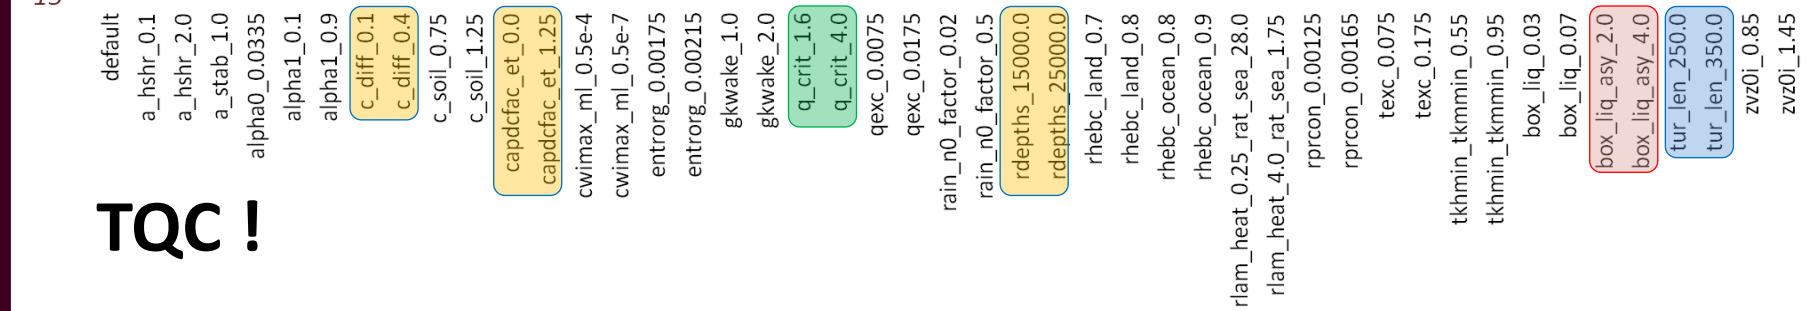 default
a_hshr_0.1
a_hshr_2.0
a_stab_1.0
alpha0_0.0335
alpha1_0.1
alpha1_0.9
c_diff_0.1
c_diff_0.4
c_soil_0.75
c_soil_1.25
capdcfac_et_0.0
capdcfac_et_1.25
cwimax_ml_0.5e-4
cwimax_ml_0.5e-7
entrorg_0.00175
entrorg_0.00215
gkwake_1.0
gkwake_2.0
q_crit_1.6
q_crit_4.0
qexc_0.0075
qexc_0.0175
rain_n0_factor_0.02
rain_n0_factor_0.5
rdepths_15000.0
rdepths_25000.0
rhebc_land_0.7
rhebc_land_0.8
rhebc_ocean_0.8
rhebc_ocean_0.9
rlam_heat_0.25_rat_sea_28.0
rlam_heat_4.0_rat_sea_1.75
rprcon_0.00125
rprcon_0.00165
texc_0.075
texc_0.175
tkhmin_tkmmin_0.55
tkhmin_tkmmin_0.95
box_liq_0.03
box_liq_0.07
box_liq_asy_2.0
box_liq_asy_4.0
tur_len_250.0
tur_len_350.0
zvz0i_0.85
zvz0i_1.45
TQC !